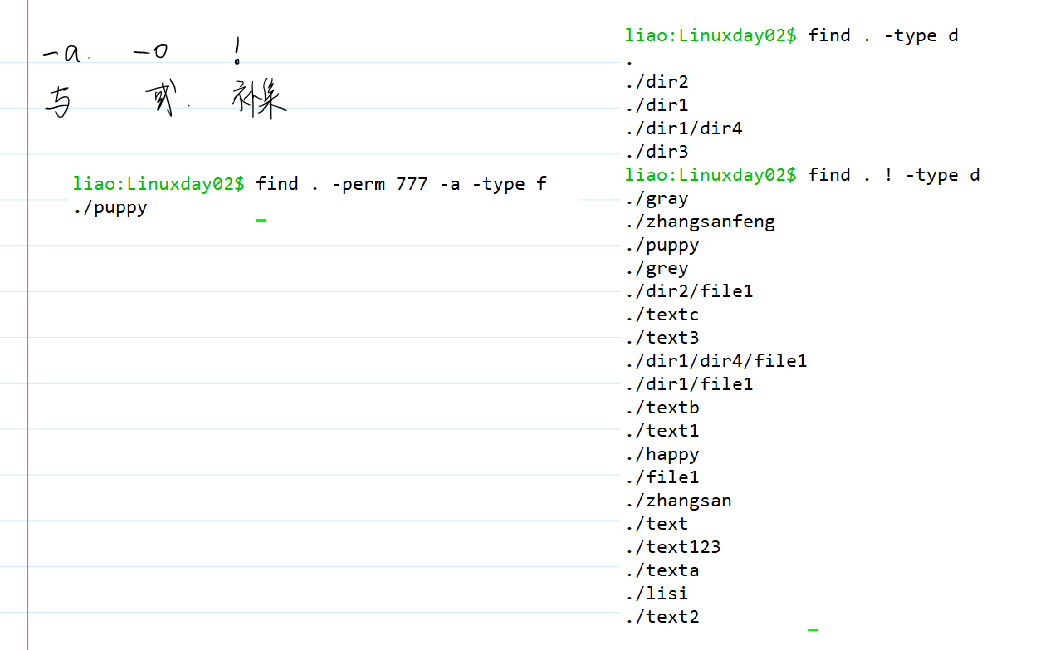 -a. -o !
与 或. 补集
liao:Linuxday02$ find . -perm 777 -a -type f
./puppy
liao:Linuxday02$ find . -type d
.
./dir2
./dir1
./dir1/dir4
./dir3
liao:Linuxday02$ find . ! -type d
./gray
./zhangsanfeng
./puppy
./grey
./dir2/file1
./textc
./text3
./dir1/dir4/file1
./dir1/file1
./textb
./text1
./happy
./file1
./zhangsan
./text
./text123
./texta
./lisi
./text2